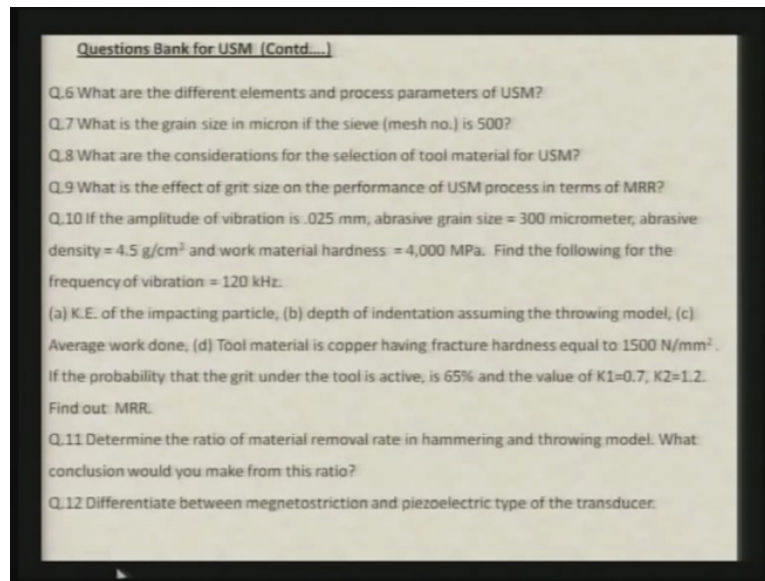 Questions Bank for USM (Contd....)
Q.6 What are the different elements and process parameters of USM?
Q.7 What is the grain size in micron if the sieve (mesh no.) is 500?
Q.8 What are the considerations for the selection of tool material for USM?
Q.9 What is the effect of grit size on the performance of USM process in terms of MRR?
Q.10 If the amplitude of vibration is .025 mm, abrasive grain size = 300 micrometer, abrasive
density = 4.5 g/cm³ and work material hardness = 4,000 MPa. Find the following for the
frequency of vibration = 120 kHz.
(a) K.E. of the impacting particle, (b) depth of indentation assuming the throwing model, (c)
Average work done, (d) Tool material is copper having fracture hardness equal to 1500 N/mm².
If the probability that the grit under the tool is active, is 65% and the value of K1=0.7, K2=1.2.
Find out MRR.
Q.11 Determine the ratio of material removal rate in hammering and throwing model. What
conclusion would you make from this ratio?
Q.12 Differentiate between megnetostriction and piezoelectric type of the transducer.